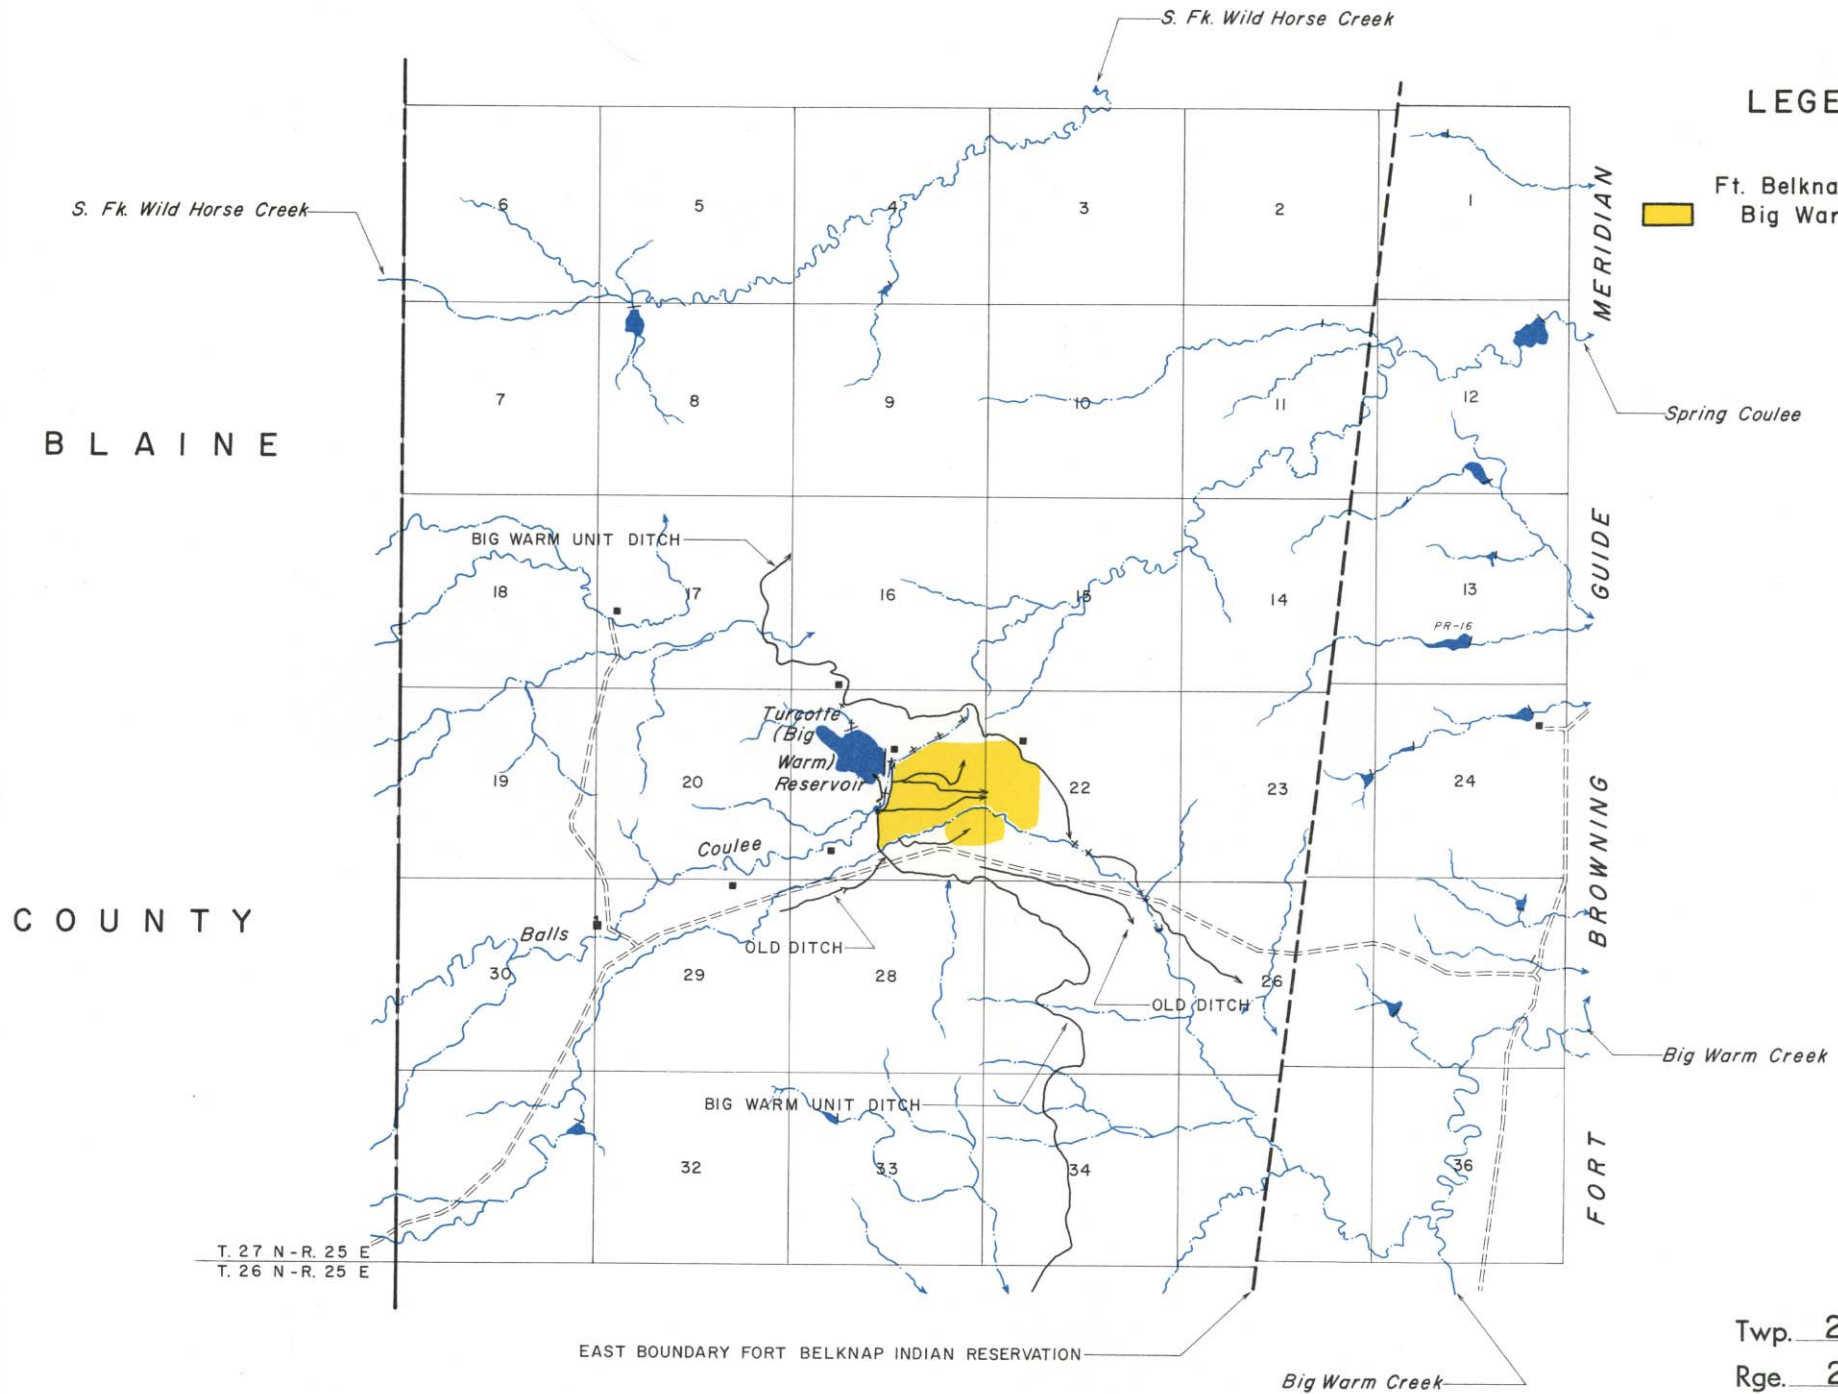 S. Fk. Wild Horse Creek
LEGE
Ft. Belkna
Big War
S. Fk. Wild Horse Creek
6 5 4 3 2 1
MERIDIAN
7 8 9 10 11 12
Spring Coulee
BLAINE
BIG WARM UNIT DITCH
18 17 16 15 14 13
GUIDE
PR-16
Turcotte
(Big
Warm)
Reservoir
19 20 22 23 24
BROWNING
Coulee
COUNTY
Balls
OLD DITCH
30 29 28 26
OLD DITCH
Big Warm Creek
BIG WARM UNIT DITCH
32 33 34 36
FORT
T. 27 N-R. 25 E
T. 26 N-R. 25 E
EAST BOUNDARY FORT BELKNAP INDIAN RESERVATION
Big Warm Creek
Twp. 2
Rge. 2